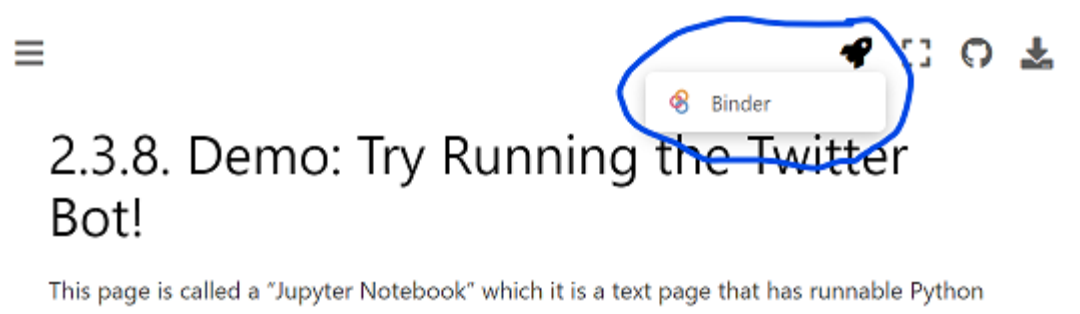 Binder
2.3.8. Demo: Try Running the Twitter
Bot!
This page is called a "Jupyter Notebook" which it is a text page that has runnable Python